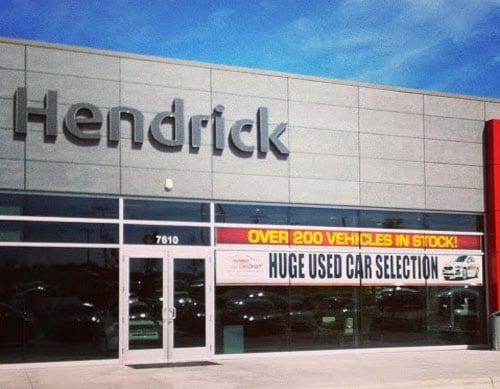 Hendrick
7610
OVER 200 VEHICLES IN STOCK!
HUGE USED CAR SELECTION